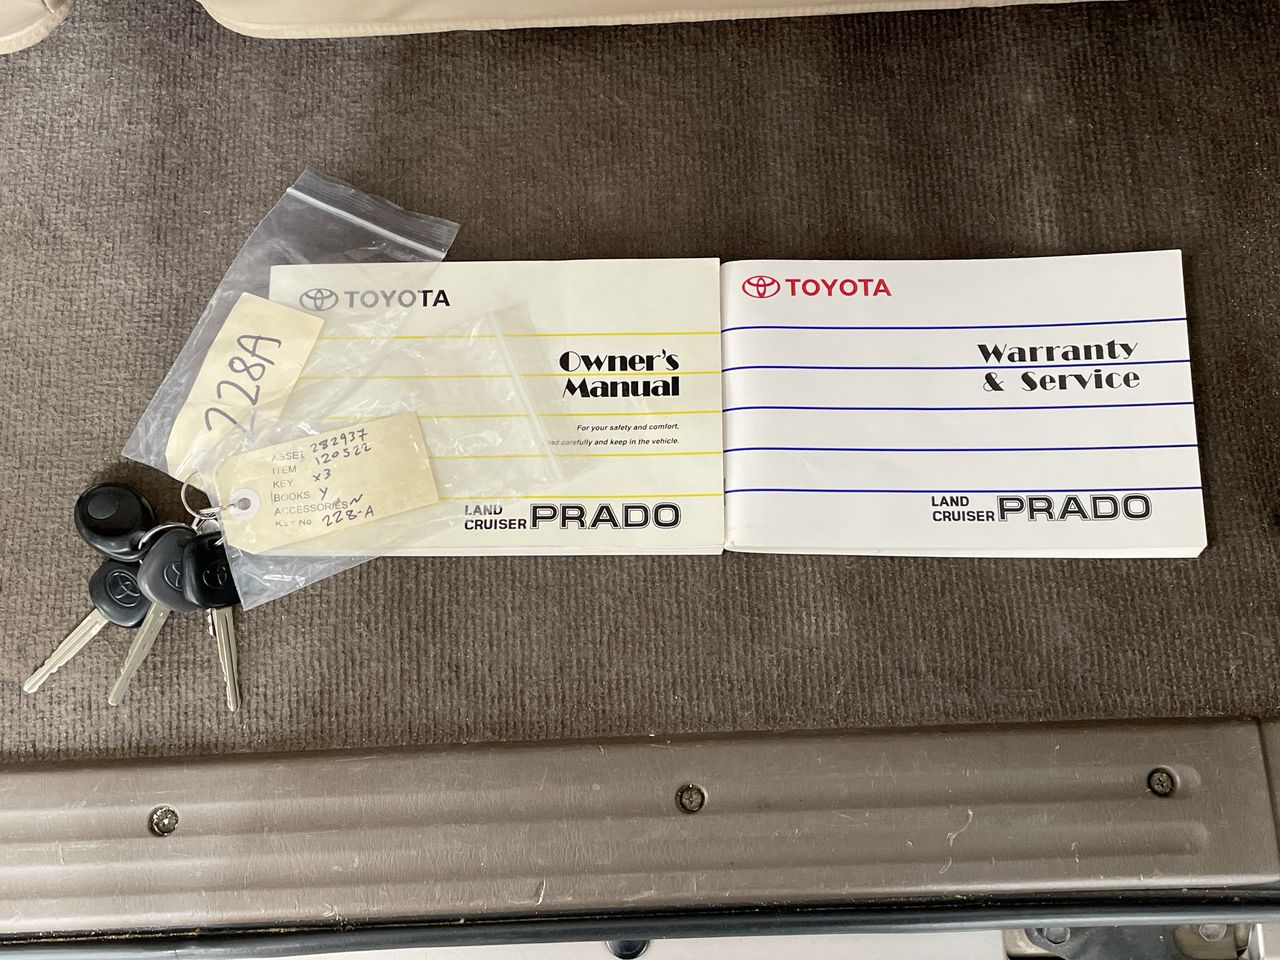 TOYOTA
Owner's
Manual
For your safety and comfort,
read carefully and keep in the vehicle.
LAND
CRUISER PRADO
TOYOTA
Warranty
& Service
LAND
CRUISER PRADO
228A
ASSET 282937
ITEM 120522
KEY x3
BOOKS Y
ACCESSORIES N
KEY No 228-A